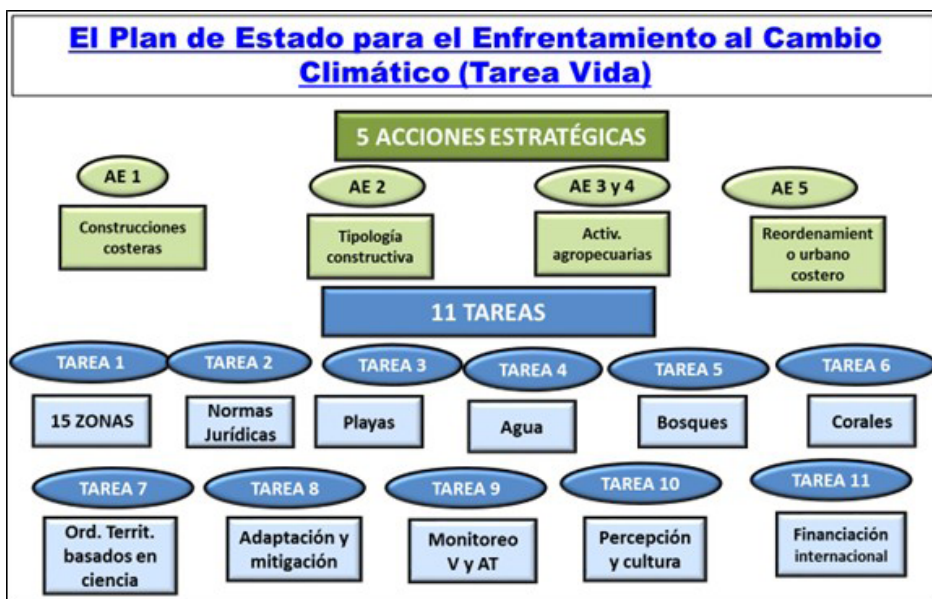 El Plan de Estado para el Enfrentamiento al Cambio
Climático (Tarea Vida)
5 ACCIONES ESTRATÉGICAS
AE 1
AE 2
AE 3 y 4
AE 5
Construcciones
costeras
Tipología
constructiva
Activ.
agropecuarias
Reordenamient
o urbano
costero
11 TAREAS
TAREA 1
TAREA 2
TAREA 3
TAREA 4
TAREA 5
TAREA 6
15 ZONAS
Normas
Jurídicas
Playas
Agua
Bosques
Corales
TAREA 7
TAREA 8
TAREA 9
TAREA 10
TAREA 11
Ord. Territ.
basados en
ciencia
Adaptación y
mitigación
Monitoreo
V y AT
Percepción
y cultura
Financiación
internacional